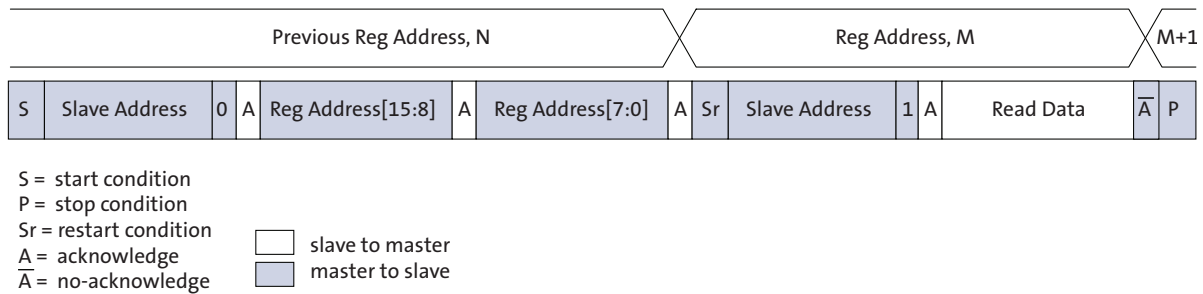 Previous Reg Address, N Reg Address, M M+1
S Slave Address 0 A Reg Address[15:8] A Reg Address[7:0] A Sr Slave Address 1 A Read Data A̅ P
S = start condition
P = stop condition
Sr = restart condition
A = acknowledge
A̅ = no-acknowledge
slave to master
master to slave